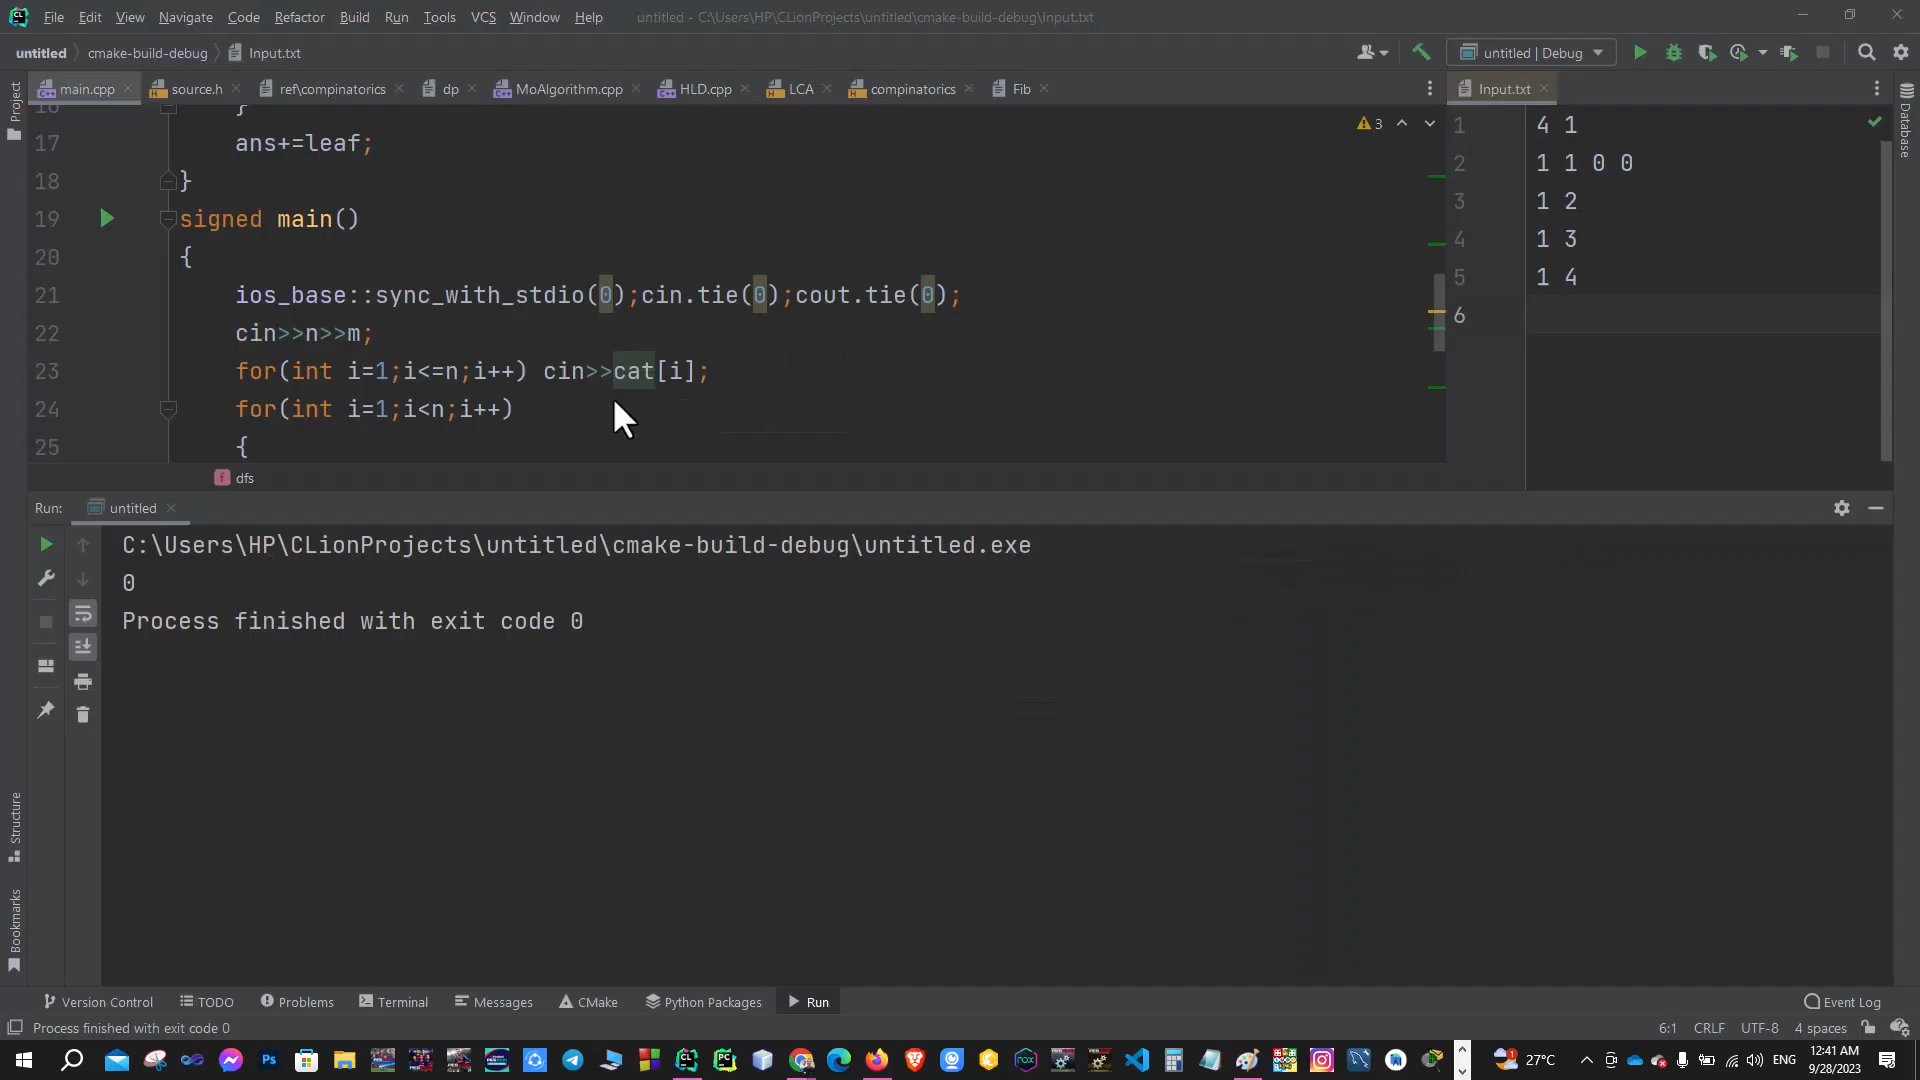 File Edit View Navigate Code Refactor Build Run Tools VCS Window Help untitled - C:\Users\HP\CLionProjects\untitled\cmake-build-debug\Input.txt
untitled cmake-build-debug Input.txt untitled | Debug
Project
main.cpp source.h ref\compinatorics dp MoAlgorithm.cpp HLD.cpp LCA compinatorics Fib Input.txt
Database
16 }
17 ans+=leaf;
18 }
19 signed main()
20 {
21 ios_base::sync_with_stdio(0);cin.tie(0);cout.tie(0);
22 cin>>n>>m;
23 for(int i=1;i<=n;i++) cin>>cat[i];
24 for(int i=1;i<n;i++)
25 {
3
1 4 1
2 1 1 0 0
3 1 2
4 1 3
5 1 4
6
f dfs
Run: untitled
C:\Users\HP\CLionProjects\untitled\cmake-build-debug\untitled.exe
0
Process finished with exit code 0
Structure
Bookmarks
Version Control TODO Problems Terminal Messages CMake Python Packages Run Event Log
Process finished with exit code 0 6:1 CRLF UTF-8 4 spaces
27°C ENG 12:41 AM
9/28/2023